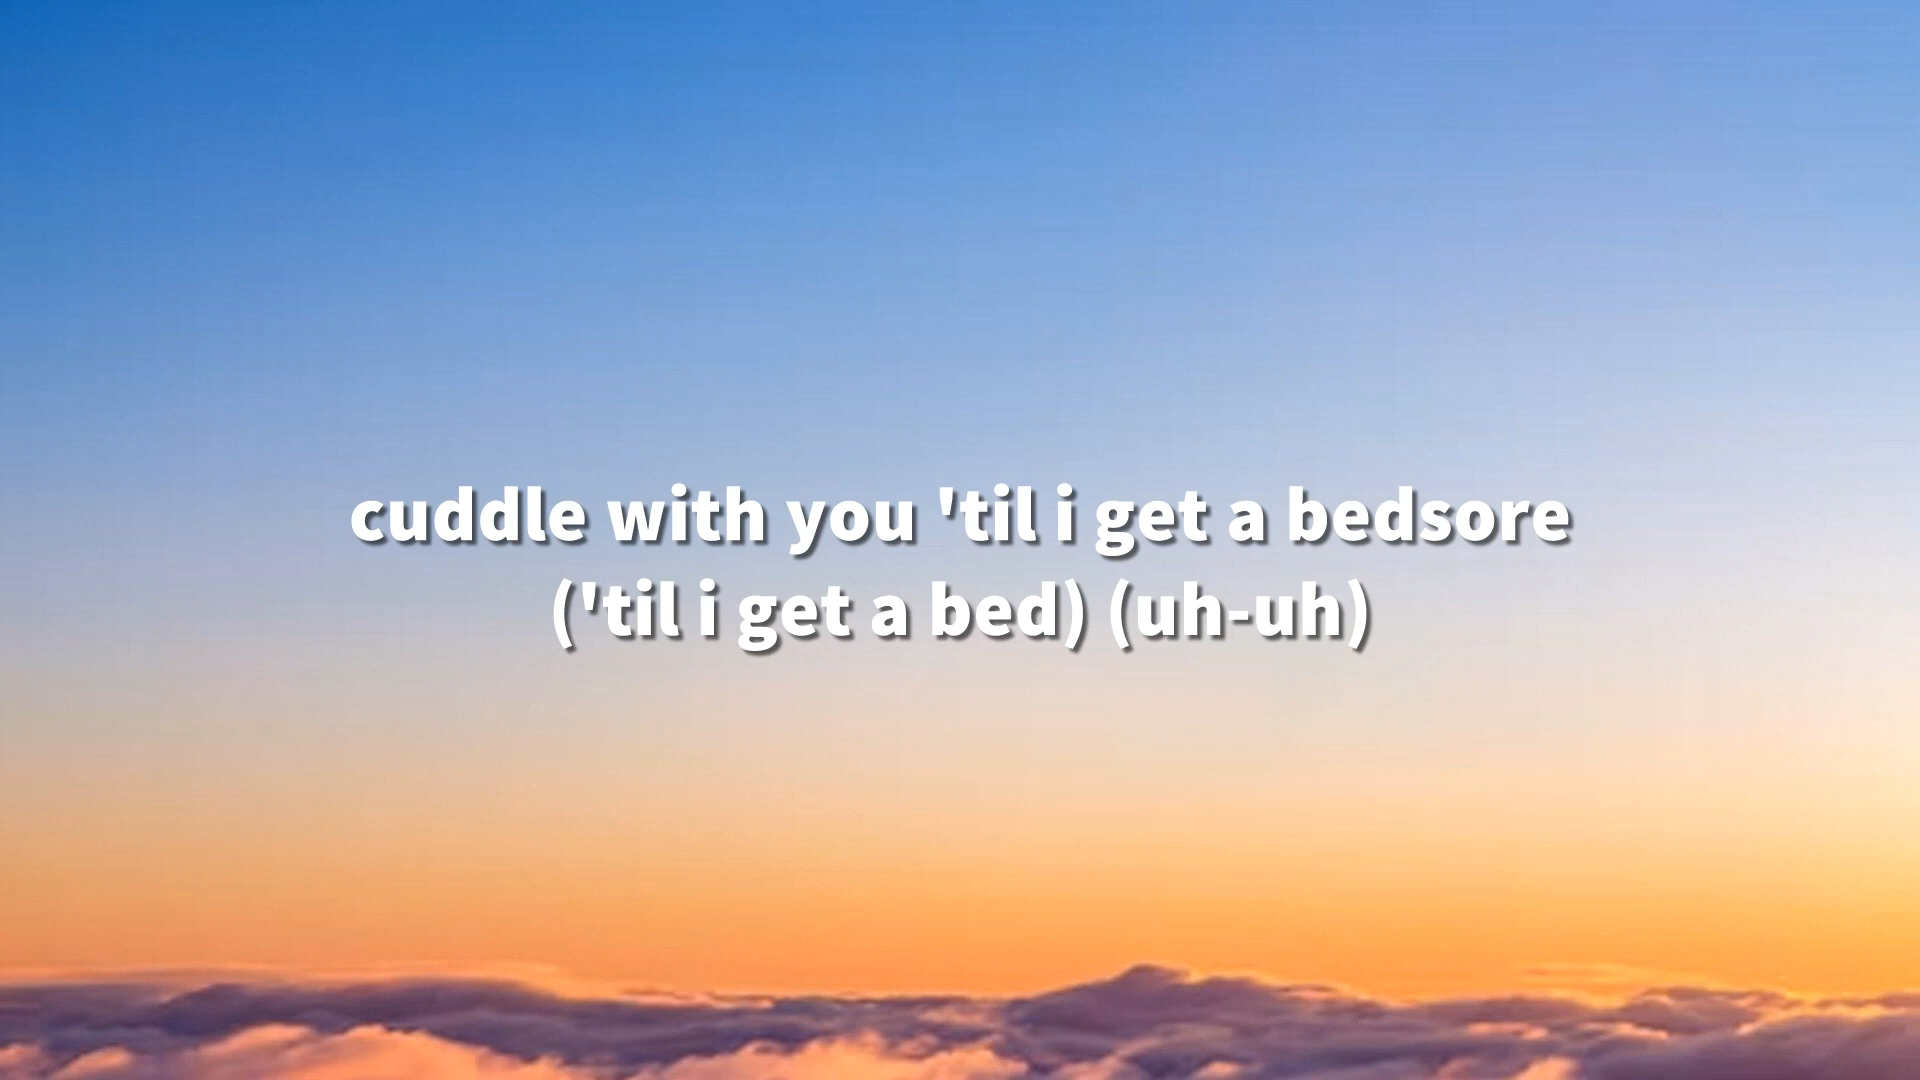 cuddle with you 'til i get a bedsore
('til i get a bed) (uh-uh)